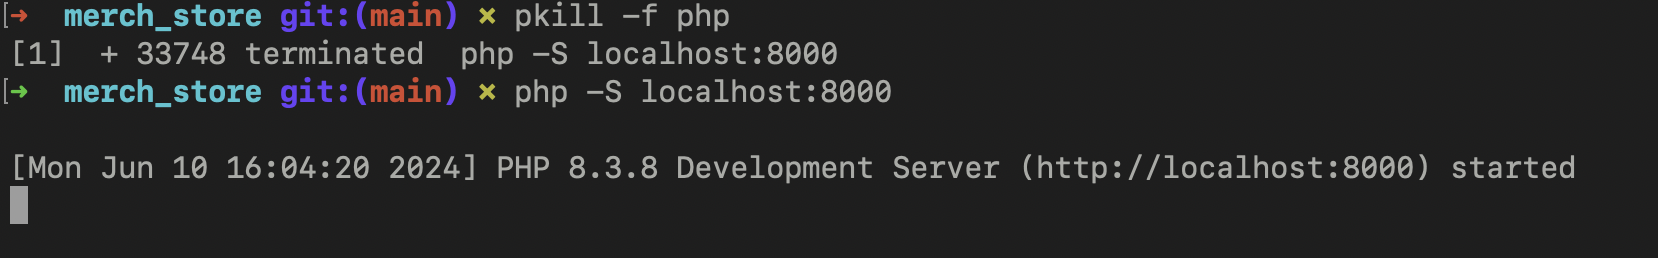 [➜  merch_store git:(main) ✗ pkill -f php
[1]  + 33748 terminated  php -S localhost:8000
[➜  merch_store git:(main) ✗ php -S localhost:8000
[Mon Jun 10 16:04:20 2024] PHP 8.3.8 Development Server (http://localhost:8000) started